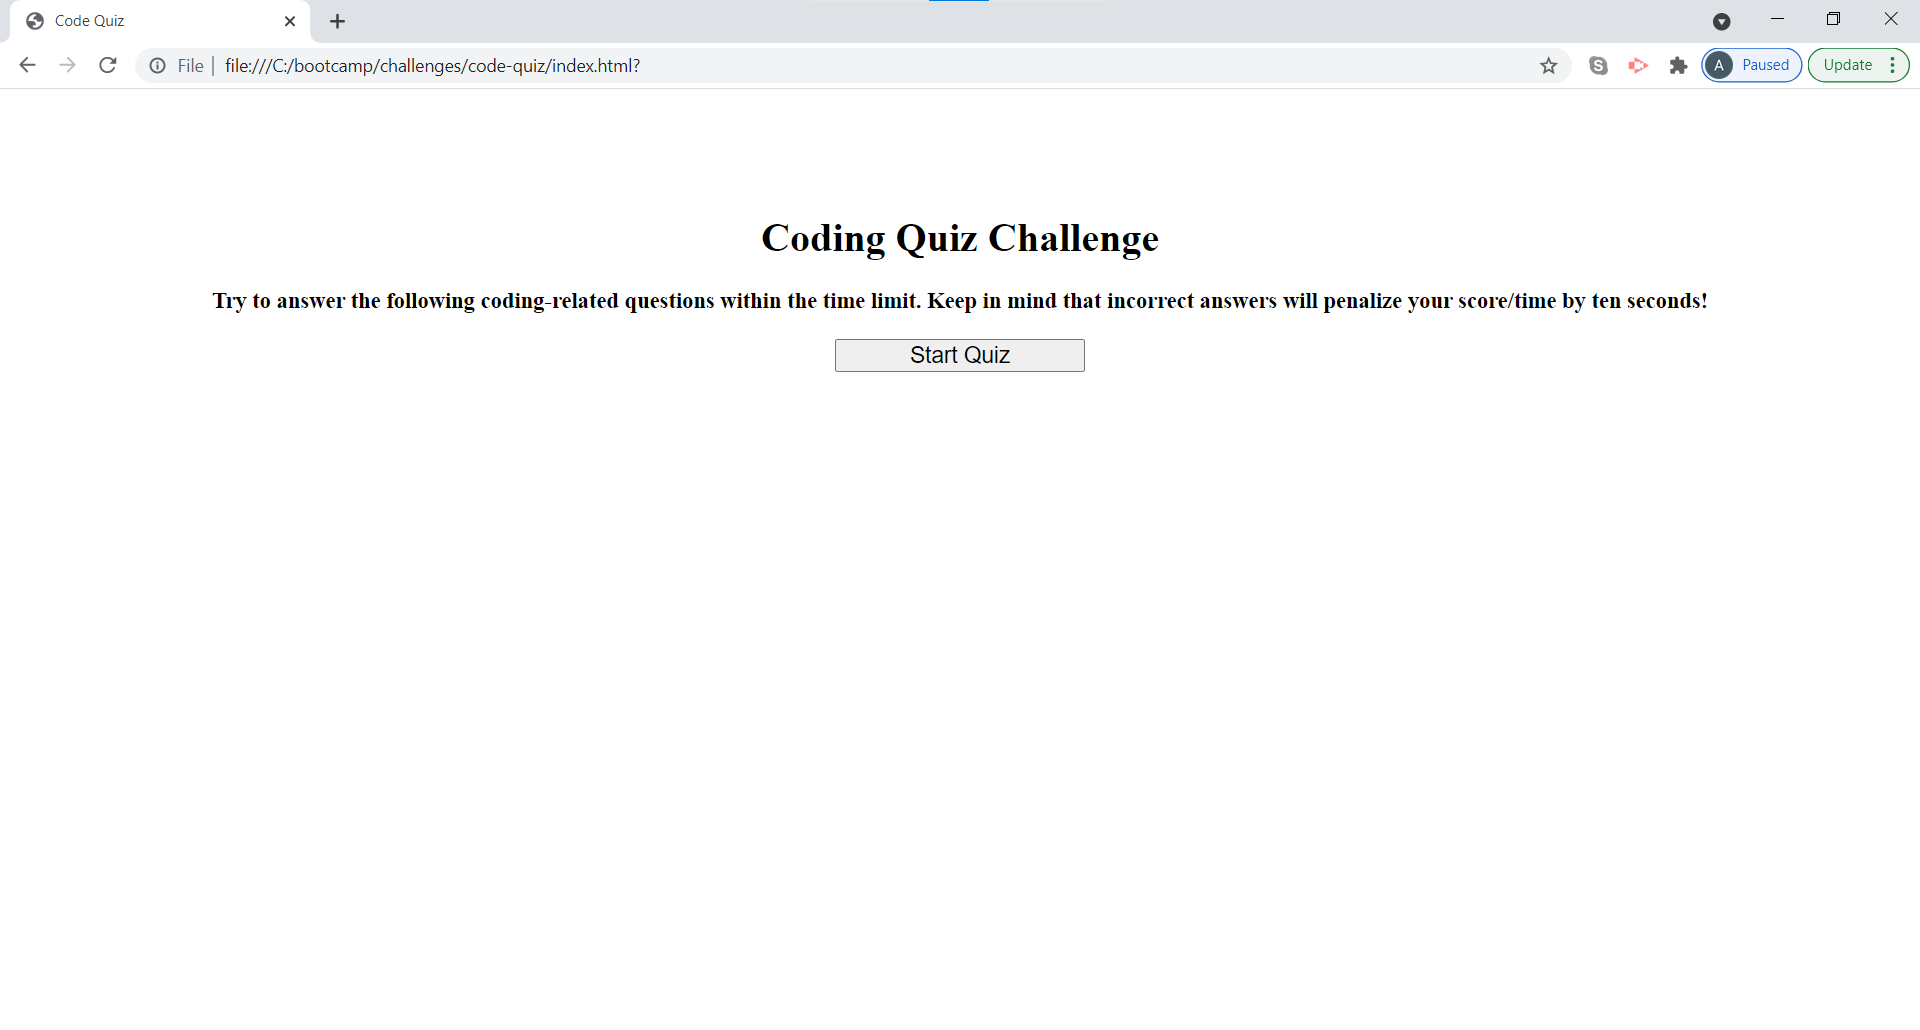 Code Quiz
File file:///C:/bootcamp/challenges/code-quiz/index.html?
S
A Paused
Update
Coding Quiz Challenge
Try to answer the following coding-related questions within the time limit. Keep in mind that incorrect answers will penalize your score/time by ten seconds!
Start Quiz